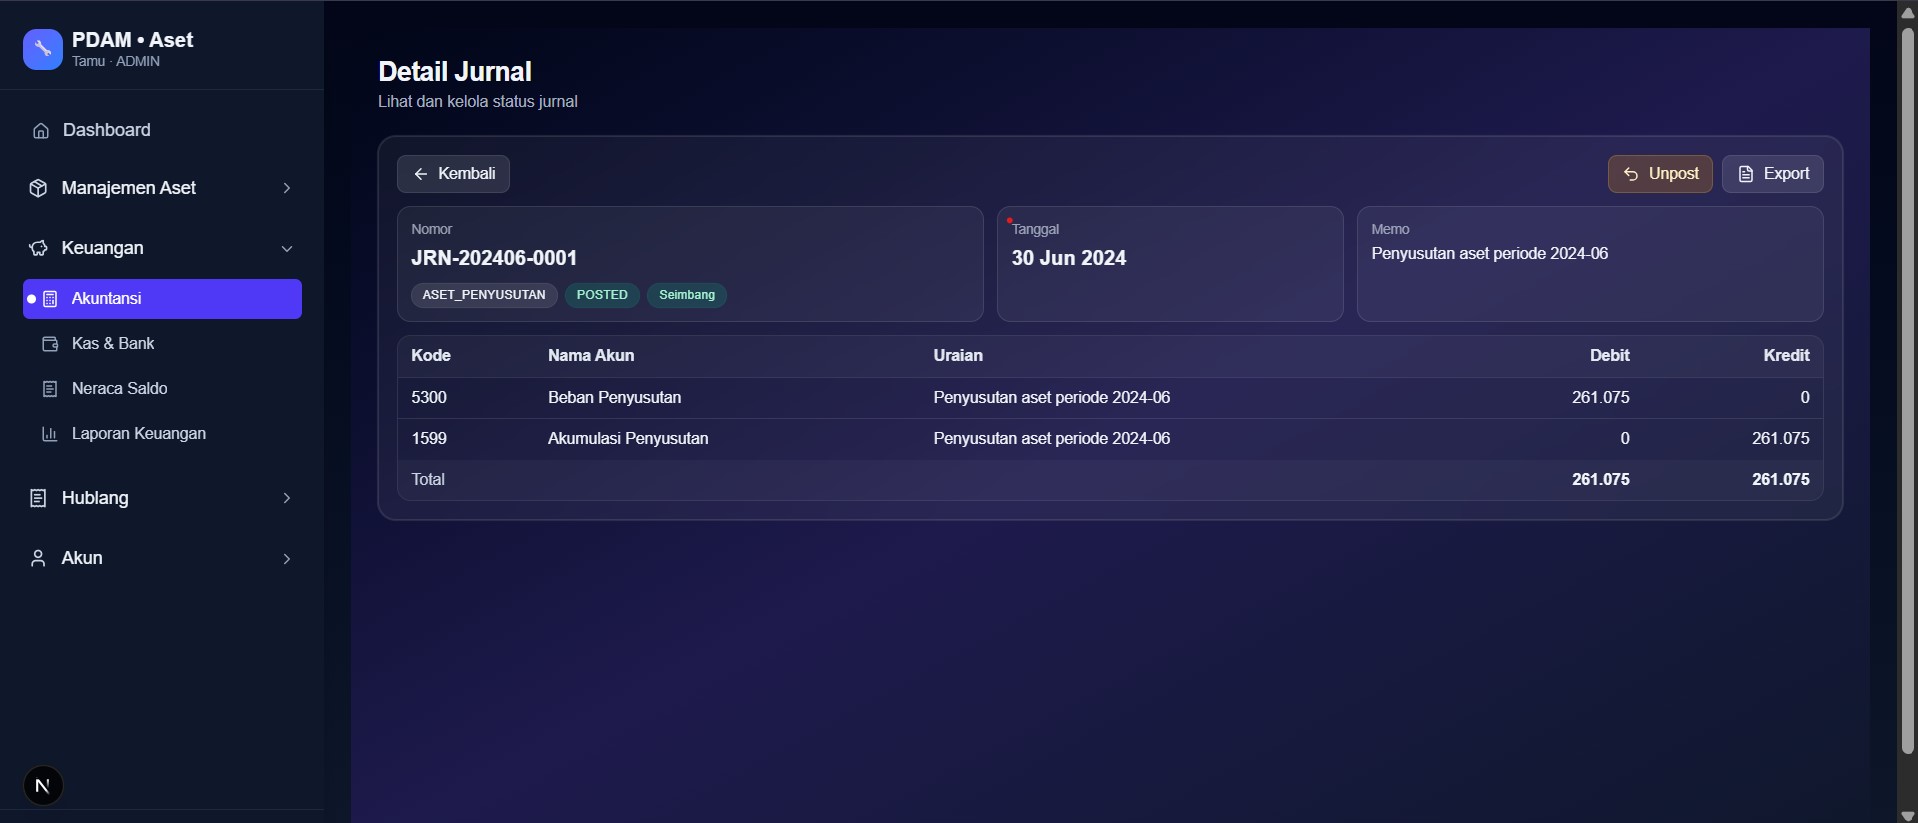 PDAM • Aset
Tamu · ADMIN
Dashboard
Manajemen Aset
Keuangan
Akuntansi
Kas & Bank
Neraca Saldo
Laporan Keuangan
Hublang
Akun
N
Detail Jurnal
Lihat dan kelola status jurnal
Kembali
Unpost
Export
Nomor
JRN-202406-0001
ASET_PENYUSUTAN POSTED Seimbang
Tanggal
30 Jun 2024
Memo
Penyusutan aset periode 2024-06
Kode Nama Akun Uraian Debit Kredit
5300 Beban Penyusutan Penyusutan aset periode 2024-06 261.075 0
1599 Akumulasi Penyusutan Penyusutan aset periode 2024-06 0 261.075
Total 261.075 261.075